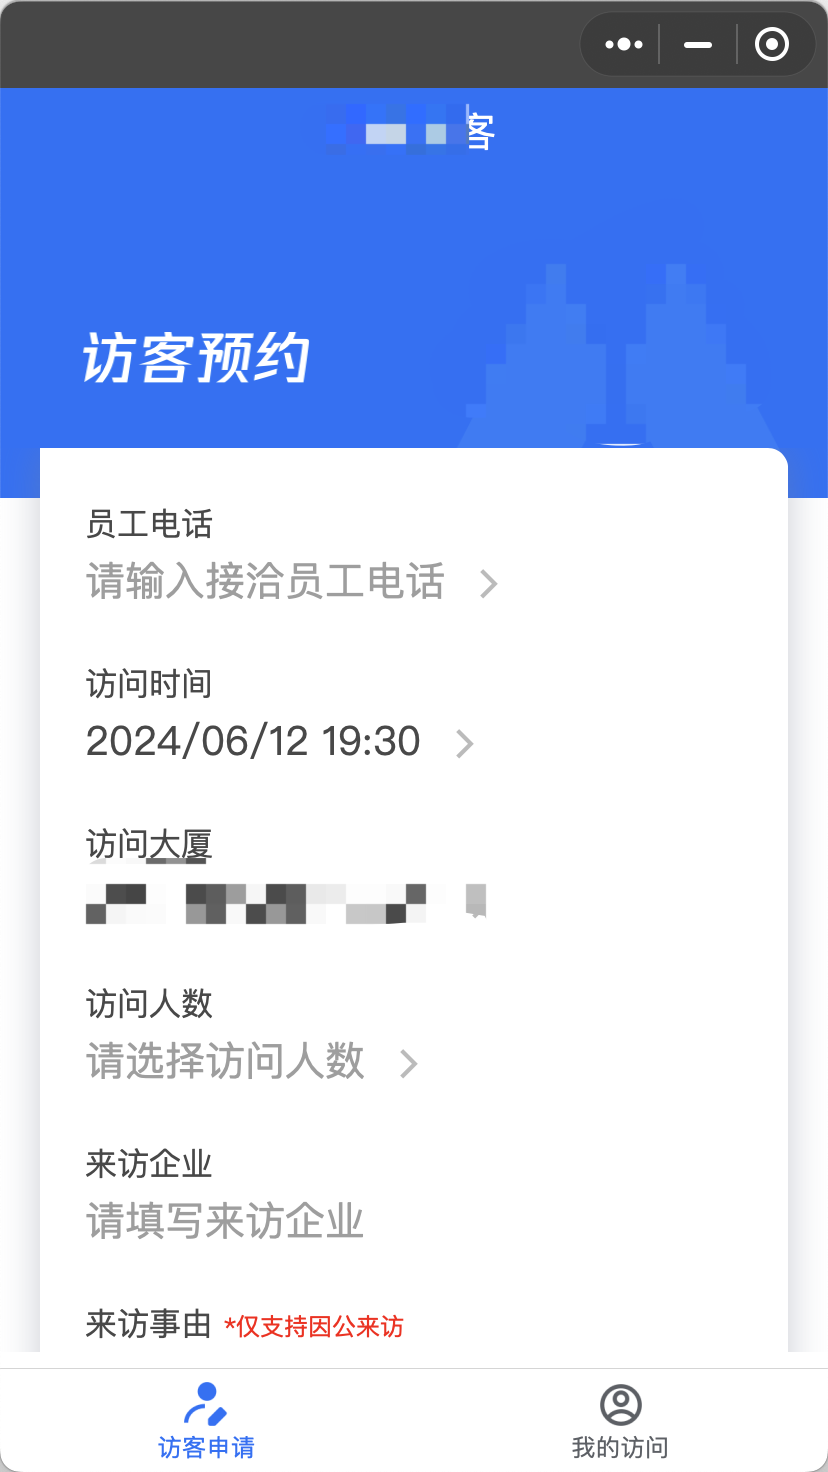 客
访客预约
员工电话
请输入接洽员工电话
访问时间
2024/06/12 19:30
访问大厦
访问人数
请选择访问人数
来访企业
请填写来访企业
来访事由 *仅支持因公来访
访客申请
我的访问